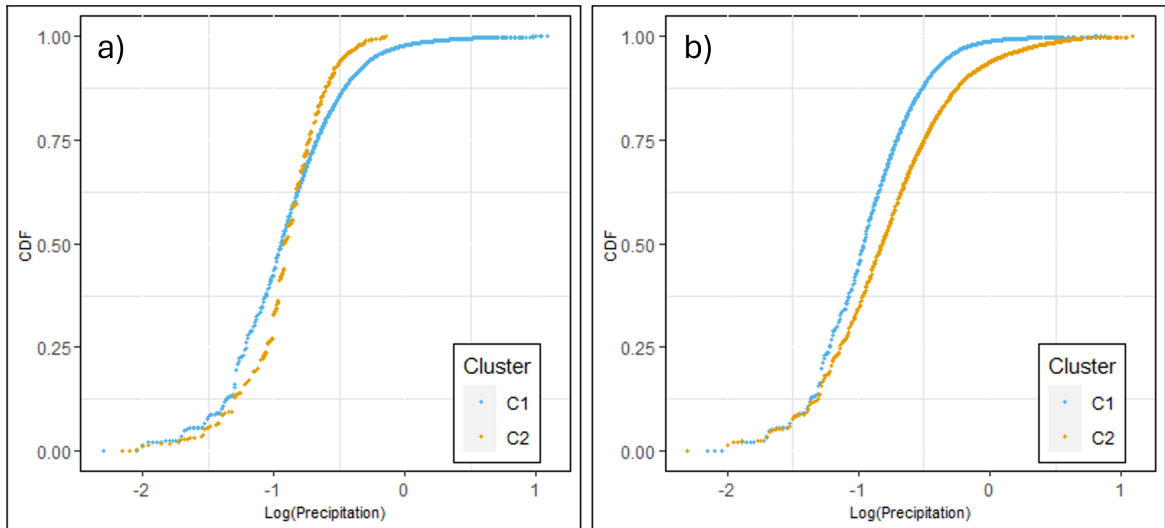 a)
1.00
0.75
0.50
0.25
0.00
CDF
-2 -1 0 1
Log(Precipitation)
Cluster
C1
C2
b)
1.00
0.75
0.50
0.25
0.00
CDF
-2 -1 0 1
Log(Precipitation)
Cluster
C1
C2